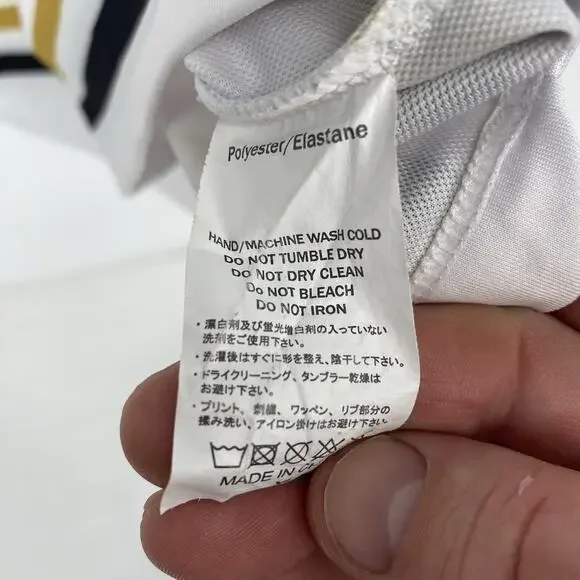 Polyester/Elastane
HAND/MACHINE WASH COLD
DO NOT TUMBLE DRY
DO NOT DRY CLEAN
DO NOT BLEACH
DO NOT IRON
・漂白剤及び蛍光増白剤の入っていない
洗剤をご使用下さい。
・洗濯後はすぐに形を整え、陰干して下さい。
・ドライクリーニング、タンブラー乾燥は
お避け下さい。
・プリント、刺繍、ワッペン、リブ部分の
揉み洗い、アイロン掛けはお避け下さい
MADE IN